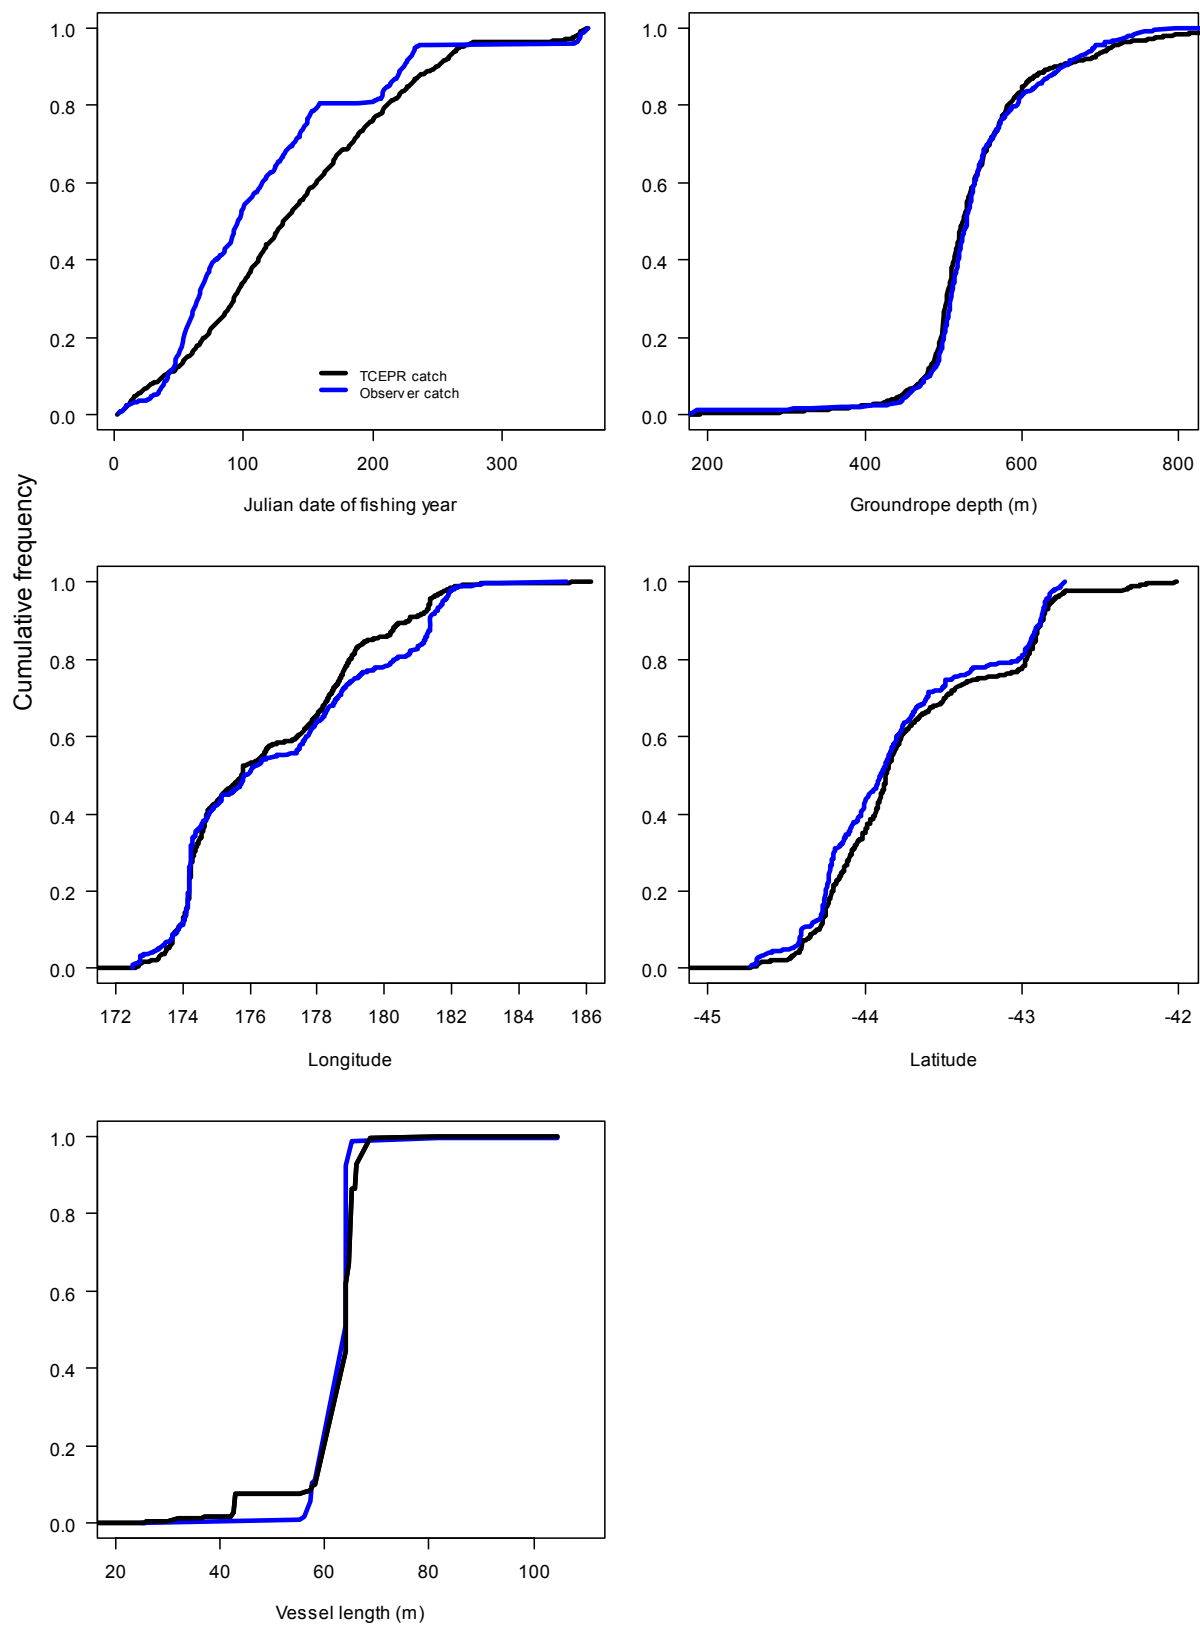 1.0
0.8
0.6
0.4
0.2
0.0
TCEPR catch
Observer catch
0 100 200 300
Julian date of fishing year
1.0
0.8
0.6
0.4
0.2
0.0
200 400 600 800
Groundrope depth (m)
Cumulative frequency
1.0
0.8
0.6
0.4
0.2
0.0
172 174 176 178 180 182 184 186
Longitude
1.0
0.8
0.6
0.4
0.2
0.0
-45 -44 -43 -42
Latitude
1.0
0.8
0.6
0.4
0.2
0.0
20 40 60 80 100
Vessel length (m)